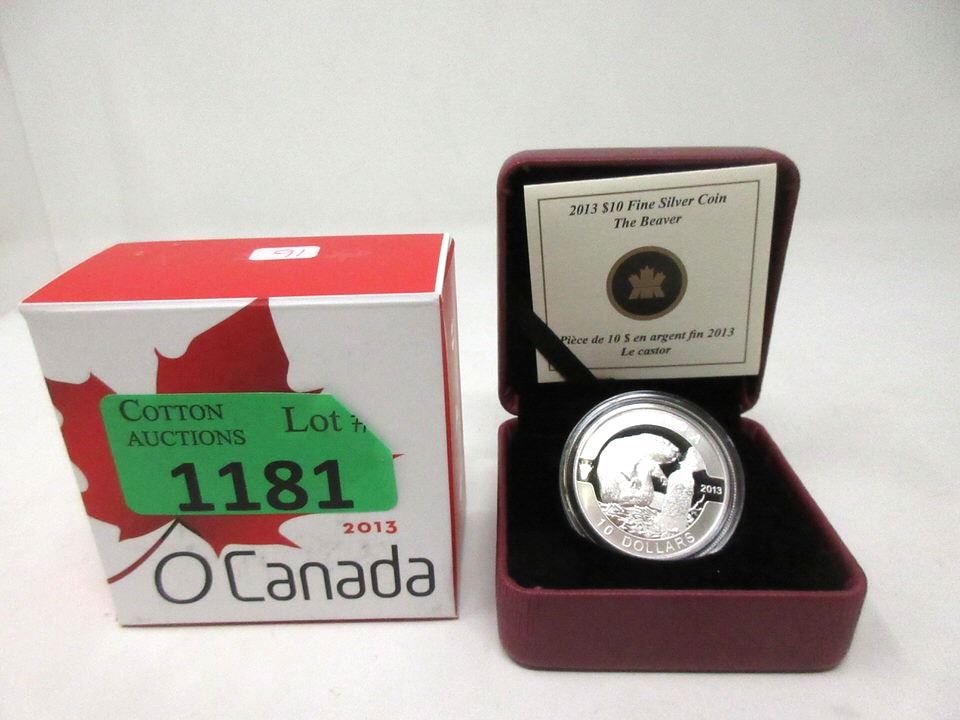 91
COTTON
AUCTIONS
Lot #
1181
2013
O Canada
2013 $10 Fine Silver Coin
The Beaver
Pièce de 10 $ en argent fin 2013
Le castor
2013
10 DOLLARS